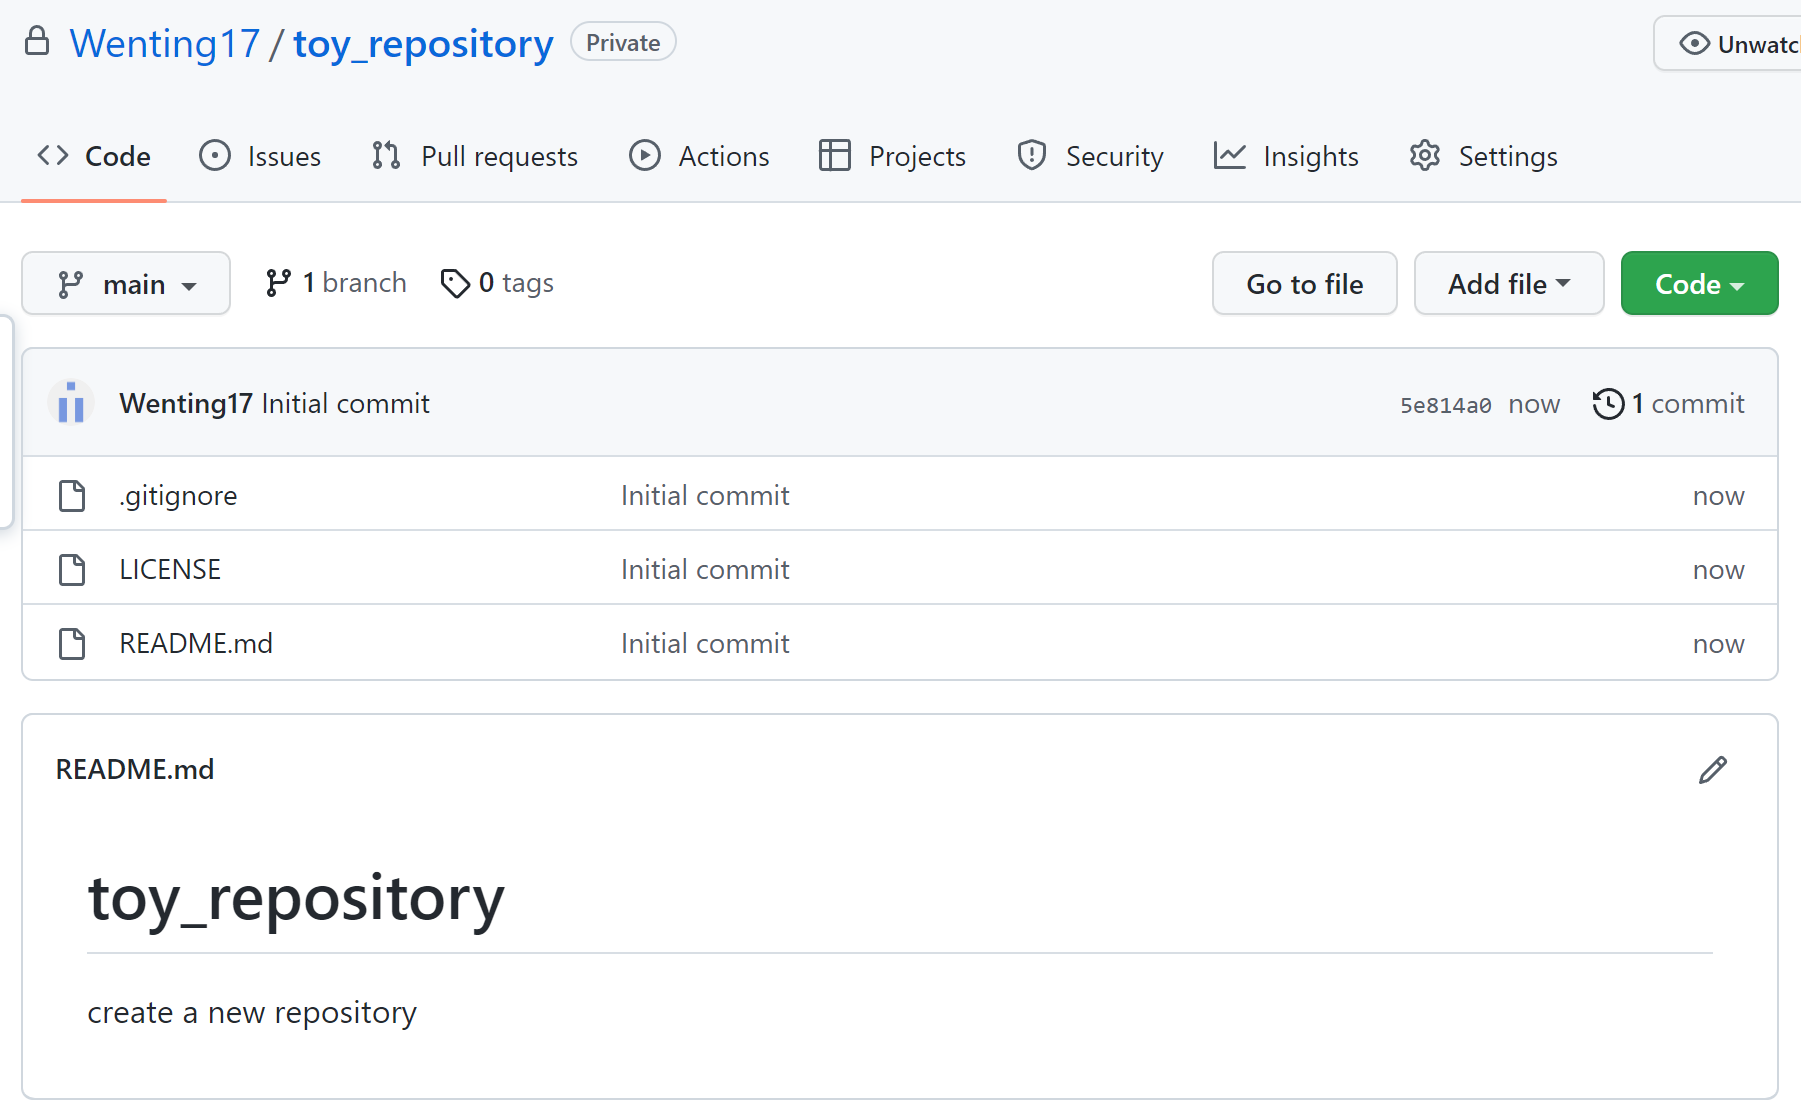 Wenting17 / toy_repository Private Unwatc
Code Issues Pull requests Actions Projects Security Insights Settings
main 1 branch 0 tags Go to file Add file Code
Wenting17 Initial commit 5e814a0 now 1 commit
.gitignore Initial commit now
LICENSE Initial commit now
README.md Initial commit now
README.md
toy_repository
create a new repository